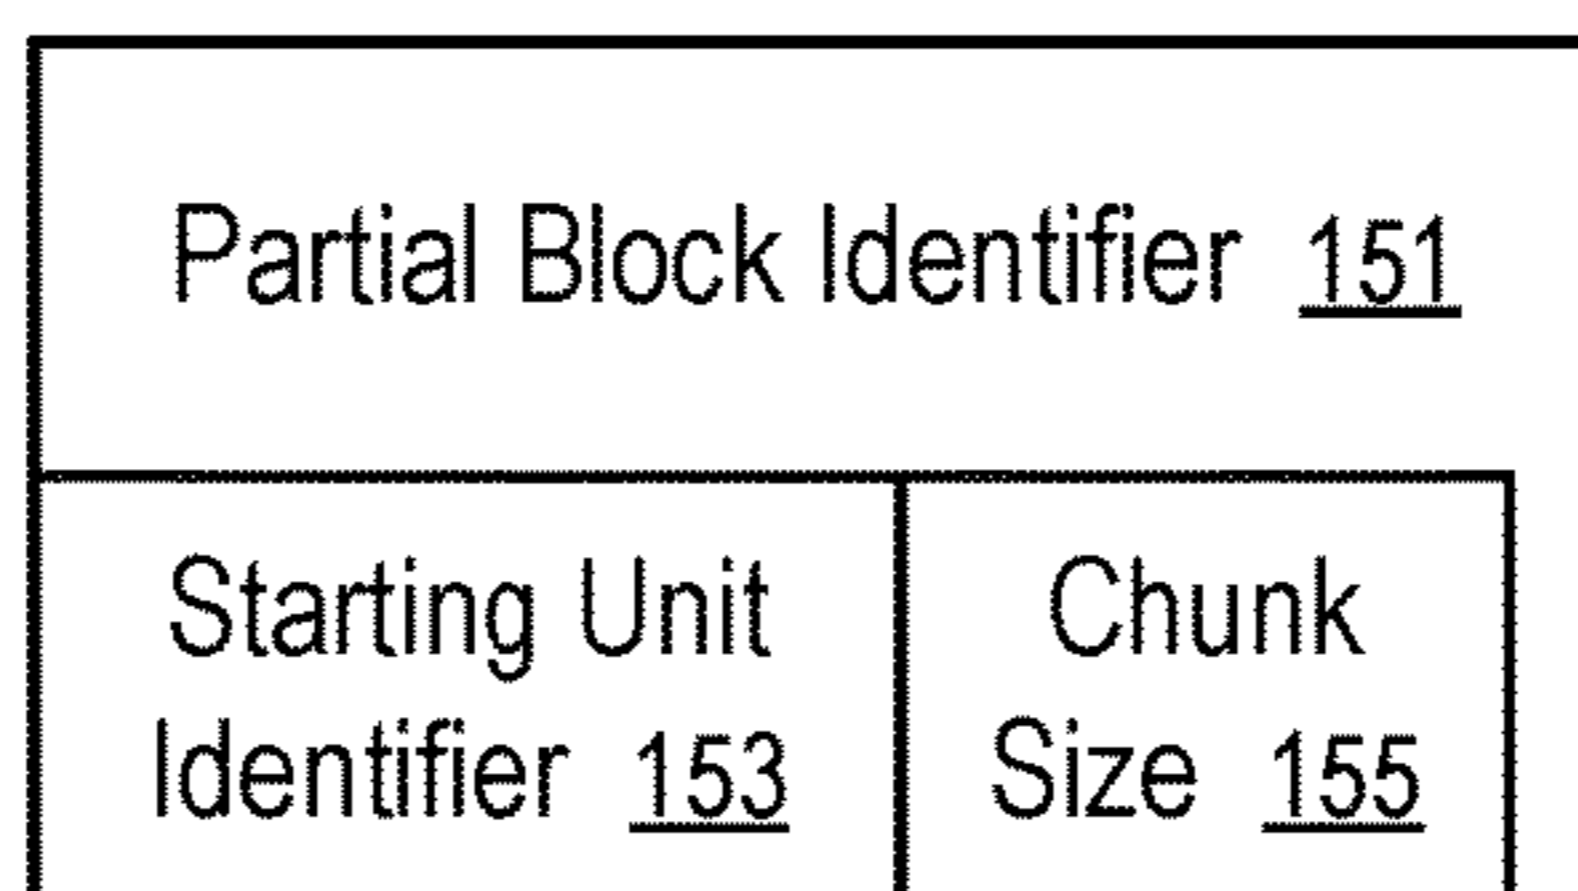 Partial Block Identifier 151
Starting Unit
Identifier 153
Chunk
Size 155